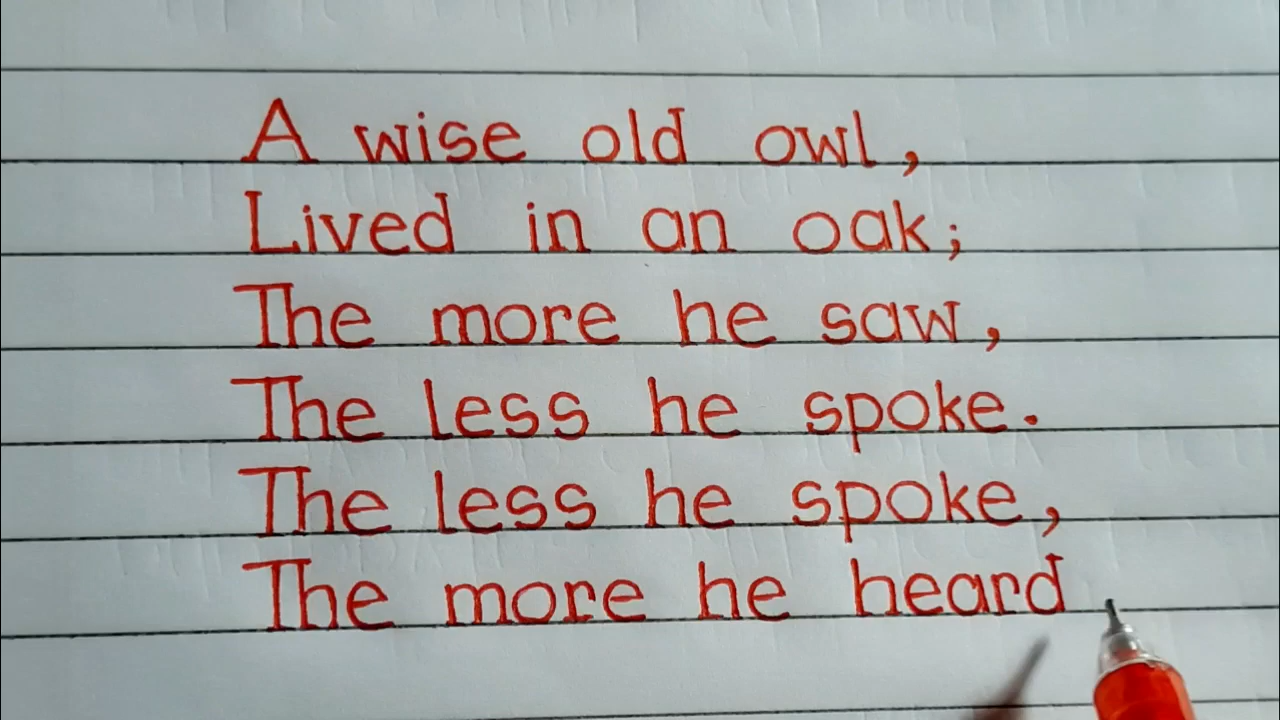 A wise old owl,
Lived in an oak;
The more he saw,
The less he spoke.
The less he spoke,
The more he heard